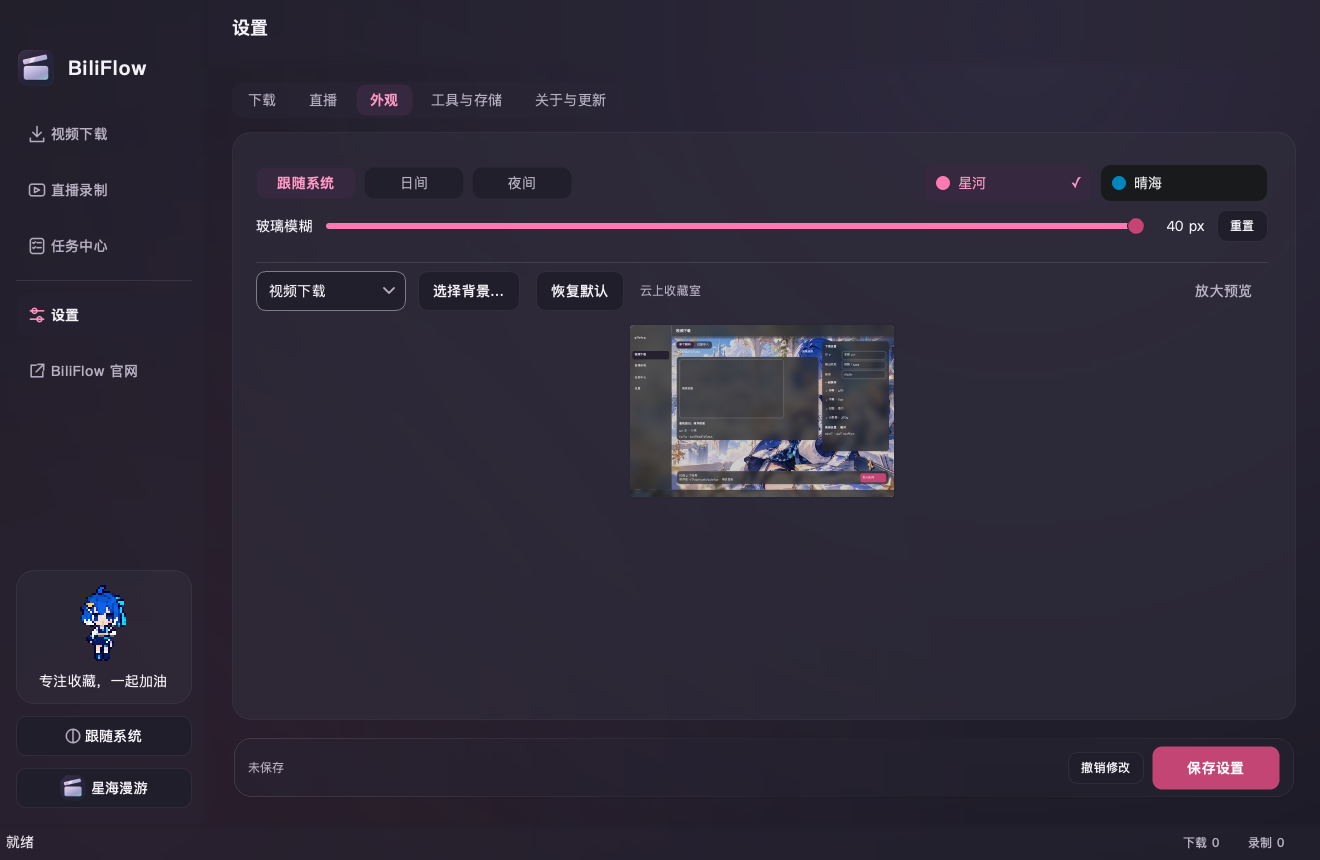 设置
BiliFlow
下载 直播 外观 工具与存储 关于与更新
视频下载
直播录制
任务中心
设置
BiliFlow 官网
跟随系统 日间 夜间 星河 ✓ 晴海
玻璃模糊 40 px 重置
视频下载 选择背景... 恢复默认 云上收藏室 放大预览
专注收藏，一起加油
跟随系统
星海漫游
未保存 撤销修改 保存设置
就绪 下载 0 录制 0